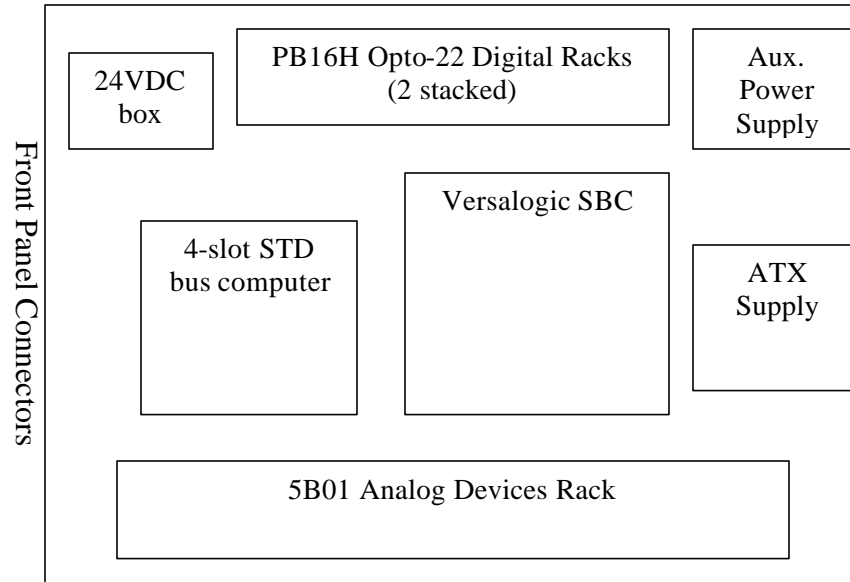 Front Panel Connectors
24VDC
box
PB16H Opto-22 Digital Racks
(2 stacked)
Aux.
Power
Supply
4-slot STD
bus computer
Versalogic SBC
ATX
Supply
5B01 Analog Devices Rack